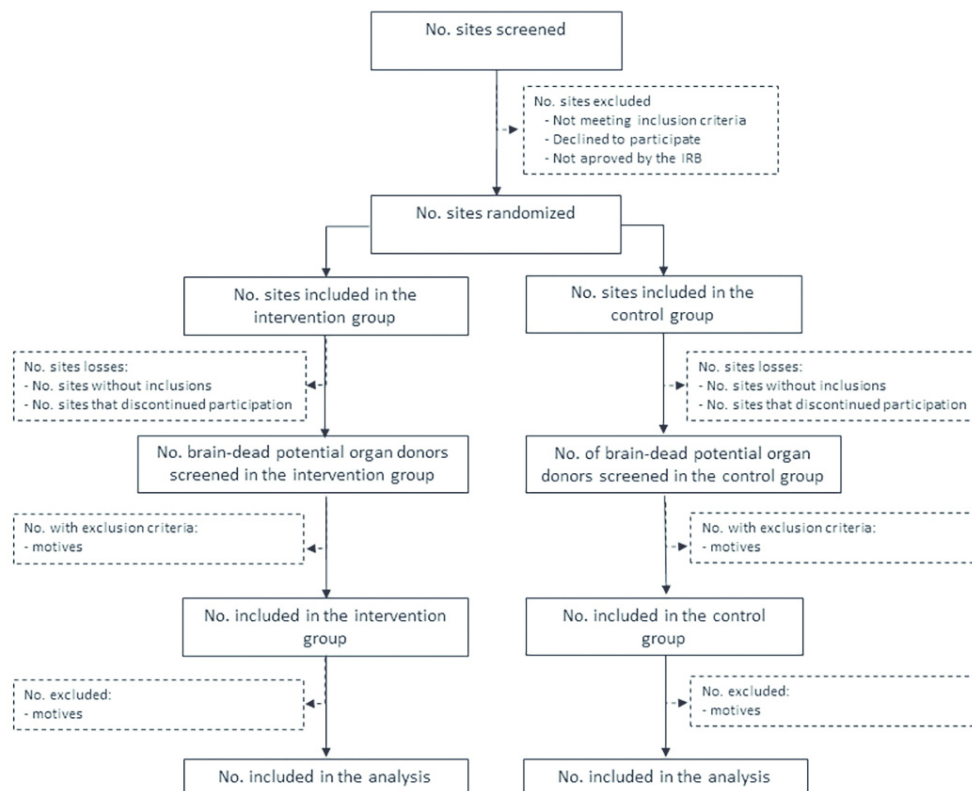 No. sites screened
No. sites excluded
- Not meeting inclusion criteria
- Declined to participate
- Not aproved by the IRB
No. sites randomized
No. sites included in the
intervention group
No. sites included in the
control group
No. sites losses:
- No. sites without inclusions
- No. sites that discontinued participation
No. sites losses:
- No. sites without inclusions
- No. sites that discontinued participation
No. brain-dead potential organ donors
screened in the intervention group
No. of brain-dead potential organ
donors screened in the control group
No. with exclusion criteria:
- motives
No. with exclusion criteria:
- motives
No. included in the intervention
group
No. included in the control
group
No. excluded:
- motives
No. excluded:
- motives
No. included in the analysis
No. included in the analysis